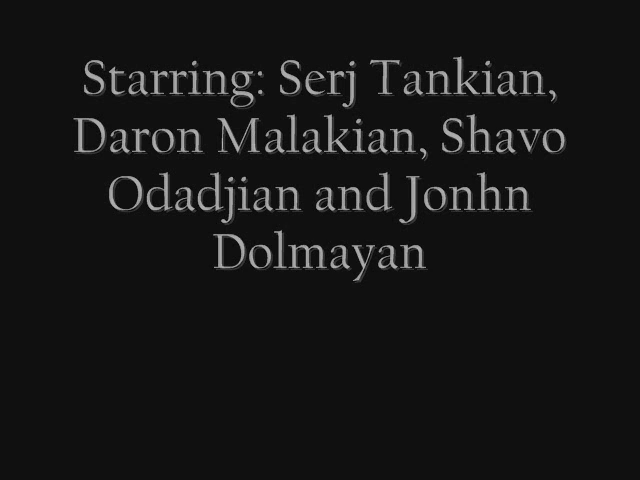 Starring: Serj Tankian,
Daron Malakian, Shavo
Odadjian and Jonhn
Dolmayan